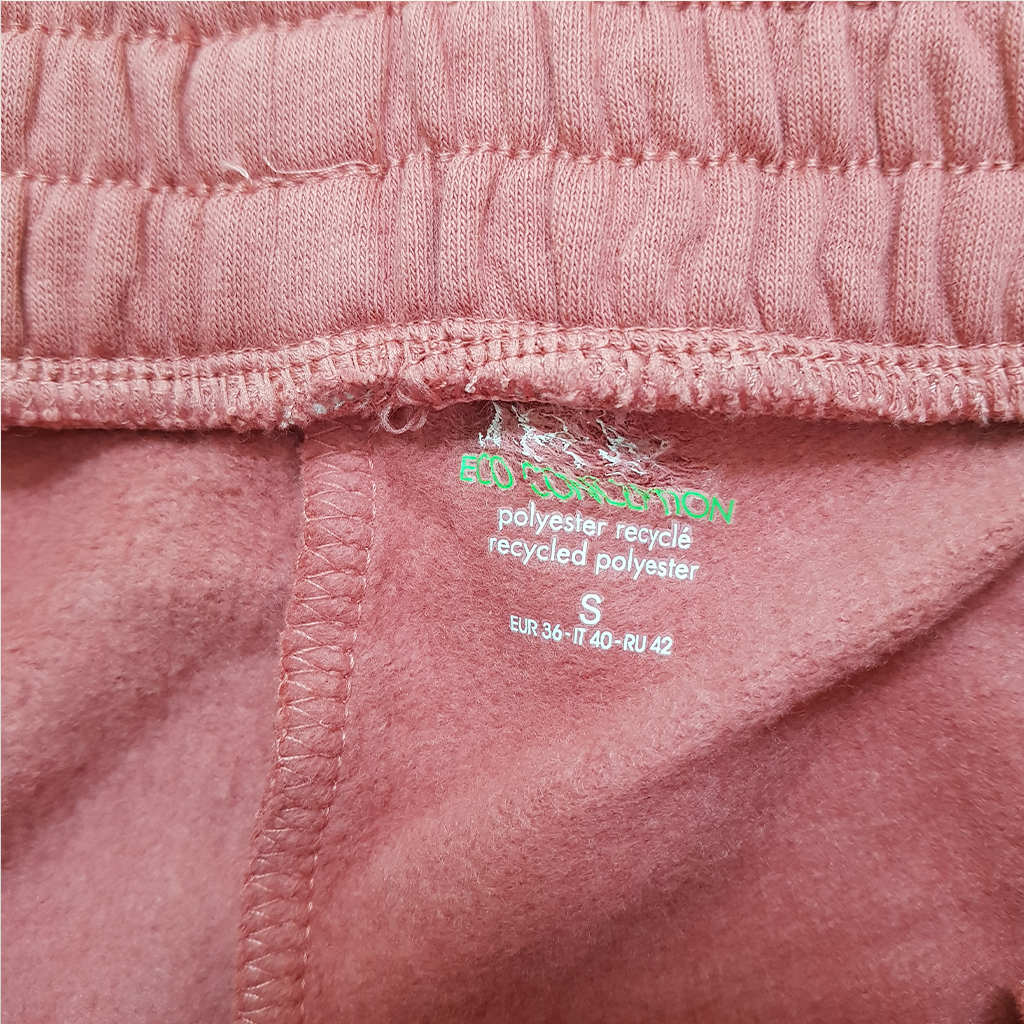 ECO CONCEPTION
polyester recyclé
recycled polyester
S
EUR 36-IT 40-RU 42